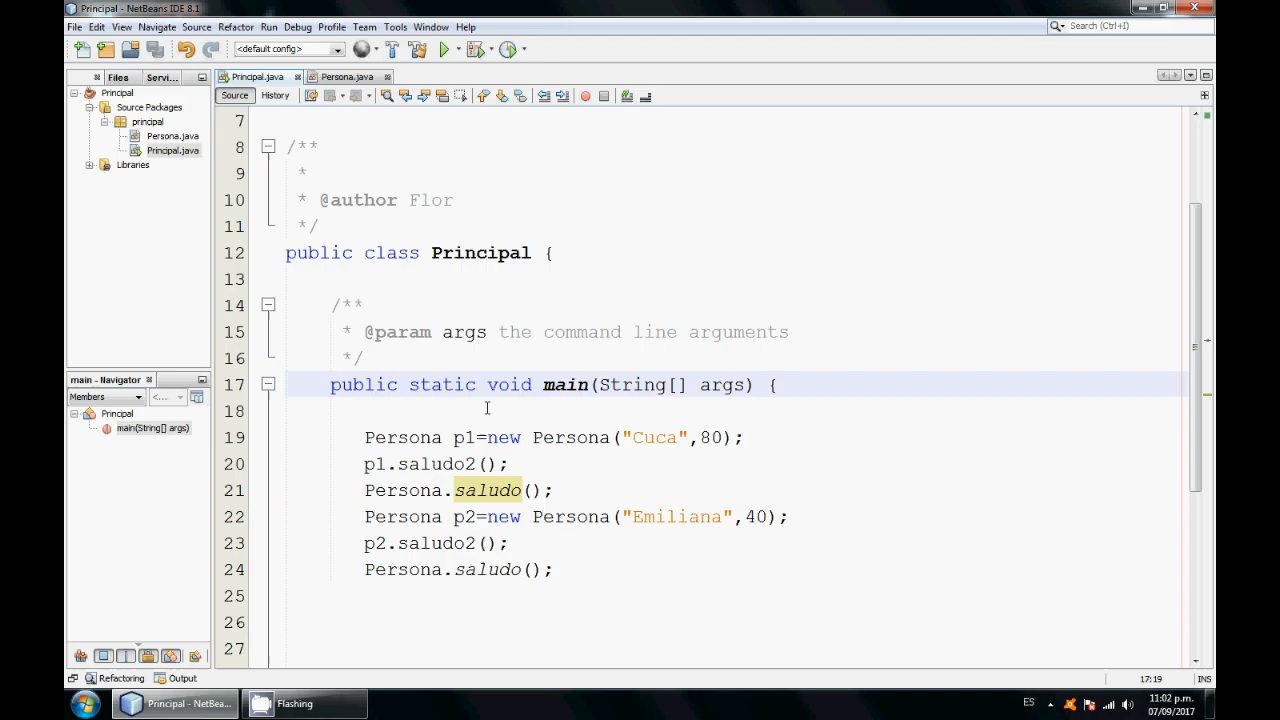 Principal - NetBeans IDE 8.1
File Edit View Navigate Source Refactor Run Debug Profile Team Tools Window Help
Search (Ctrl+I)
<default config>
Files Servi...
Principal.java Persona.java
Source History
Principal
Source Packages
principal
Persona.java
Principal.java
Libraries
main - Navigator
Members <...
Principal
main(String[] args)
7
8 /**
9 *
10 * @author Flor
11 */
12 public class Principal {
13
14 /**
15 * @param args the command line arguments
16 */
17 public static void main(String[] args) {
18
19 Persona p1=new Persona("Cuca",80);
20 p1.saludo2();
21 Persona.saludo();
22 Persona p2=new Persona("Emiliana",40);
23 p2.saludo2();
24 Persona.saludo();
25
26
27
Refactoring Output
17:19 INS
Principal - NetBea... Flashing
ES
11:02 p.m.
07/09/2017